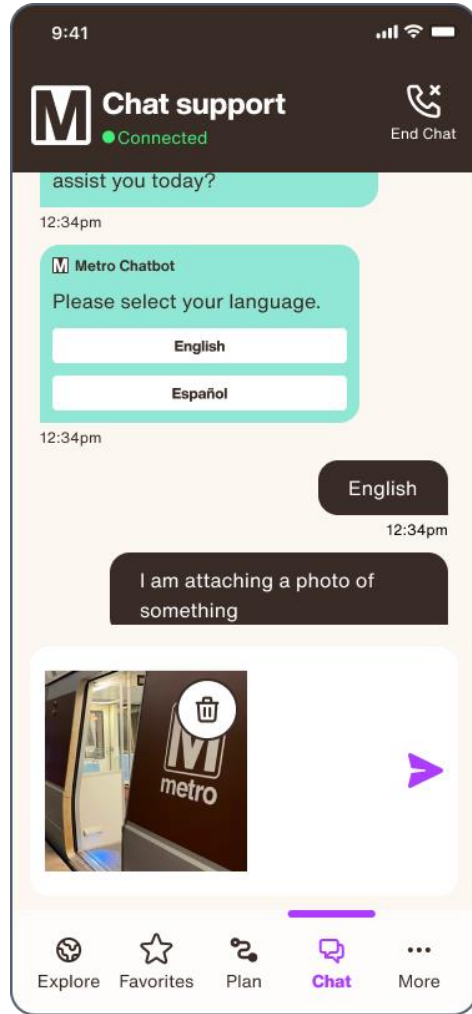 9:41
M Chat support
Connected
End Chat
assist you today?
12:34pm
M Metro Chatbot
Please select your language.
English
Español
12:34pm
English
12:34pm
I am attaching a photo of
something
M
metro
Explore Favorites Plan Chat More